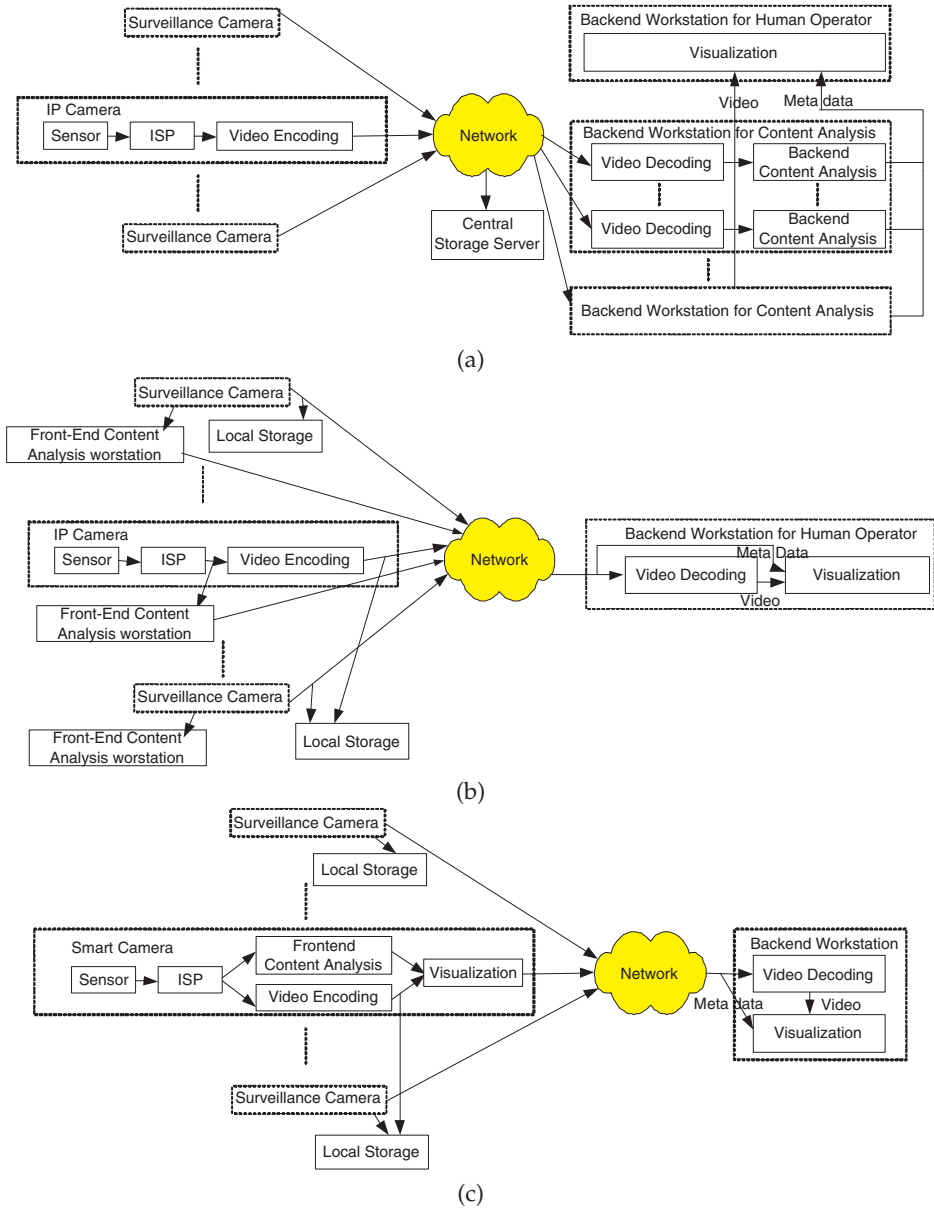 Surveillance Camera
Backend Workstation for Human Operator
Visualization
Video
Meta data
IP Camera
Sensor
ISP
Video Encoding
Network
Backend Workstation for Content Analysis
Video Decoding
Backend
Content Analysis
Video Decoding
Backend
Content Analysis
Central
Storage Server
Surveillance Camera
Backend Workstation for Content Analysis
(a)
Surveillance Camera
Front-End Content
Analysis worstation
Local Storage
IP Camera
Sensor
ISP
Video Encoding
Network
Backend Workstation for Human Operator
Meta Data
Video Decoding
Visualization
Video
Front-End Content
Analysis worstation
Surveillance Camera
Front-End Content
Analysis worstation
Local Storage
(b)
Surveillance Camera
Local Storage
Smart Camera
Sensor
ISP
Frontend
Content Analysis
Video Encoding
Visualization
Network
Meta data
Backend Workstation
Video Decoding
Video
Visualization
Surveillance Camera
Local Storage
(c)